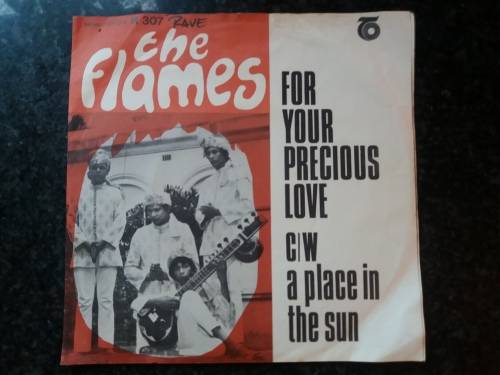 R 307 RAVE
the
flames
FOR
YOUR
PRECIOUS
LOVE
C/W
a place in
the sun